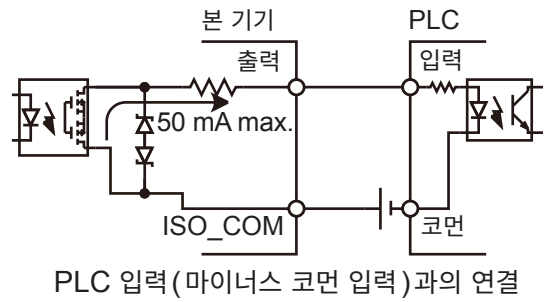 본 기기
PLC
출력
입력
50 mA max.
ISO_COM
코먼
PLC 입력(마이너스 코먼 입력)과의 연결